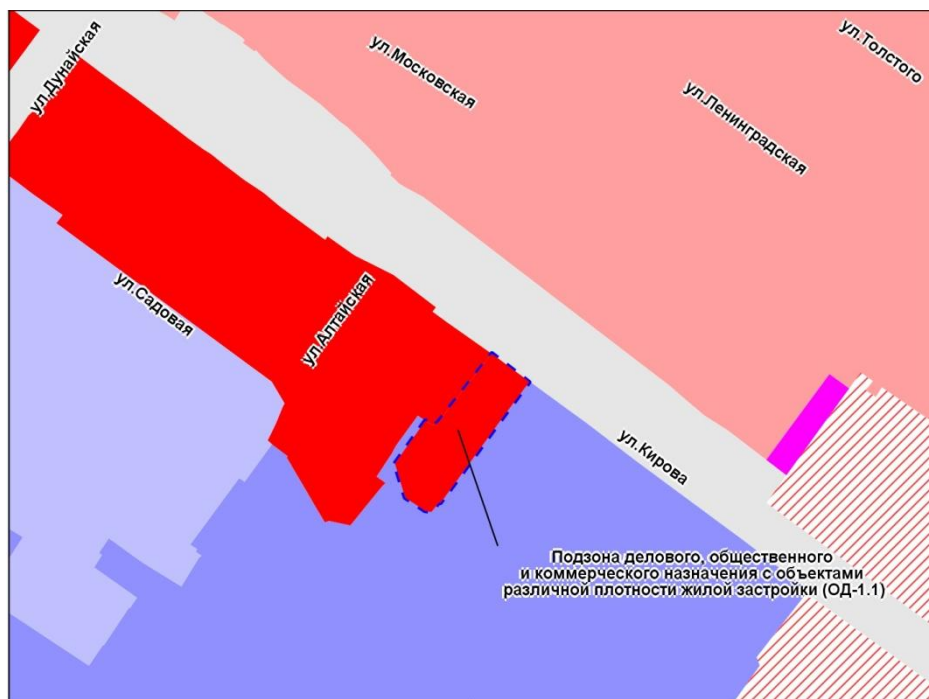 ул.Дунайская
ул.Московская
ул.Толстого
ул.Ленинградская
ул.Садовая
ул.Алтайская
ул.Кирова
Подзона делового, общественного
и коммерческого назначения с объектами
различной плотности жилой застройки (ОД-1.1)